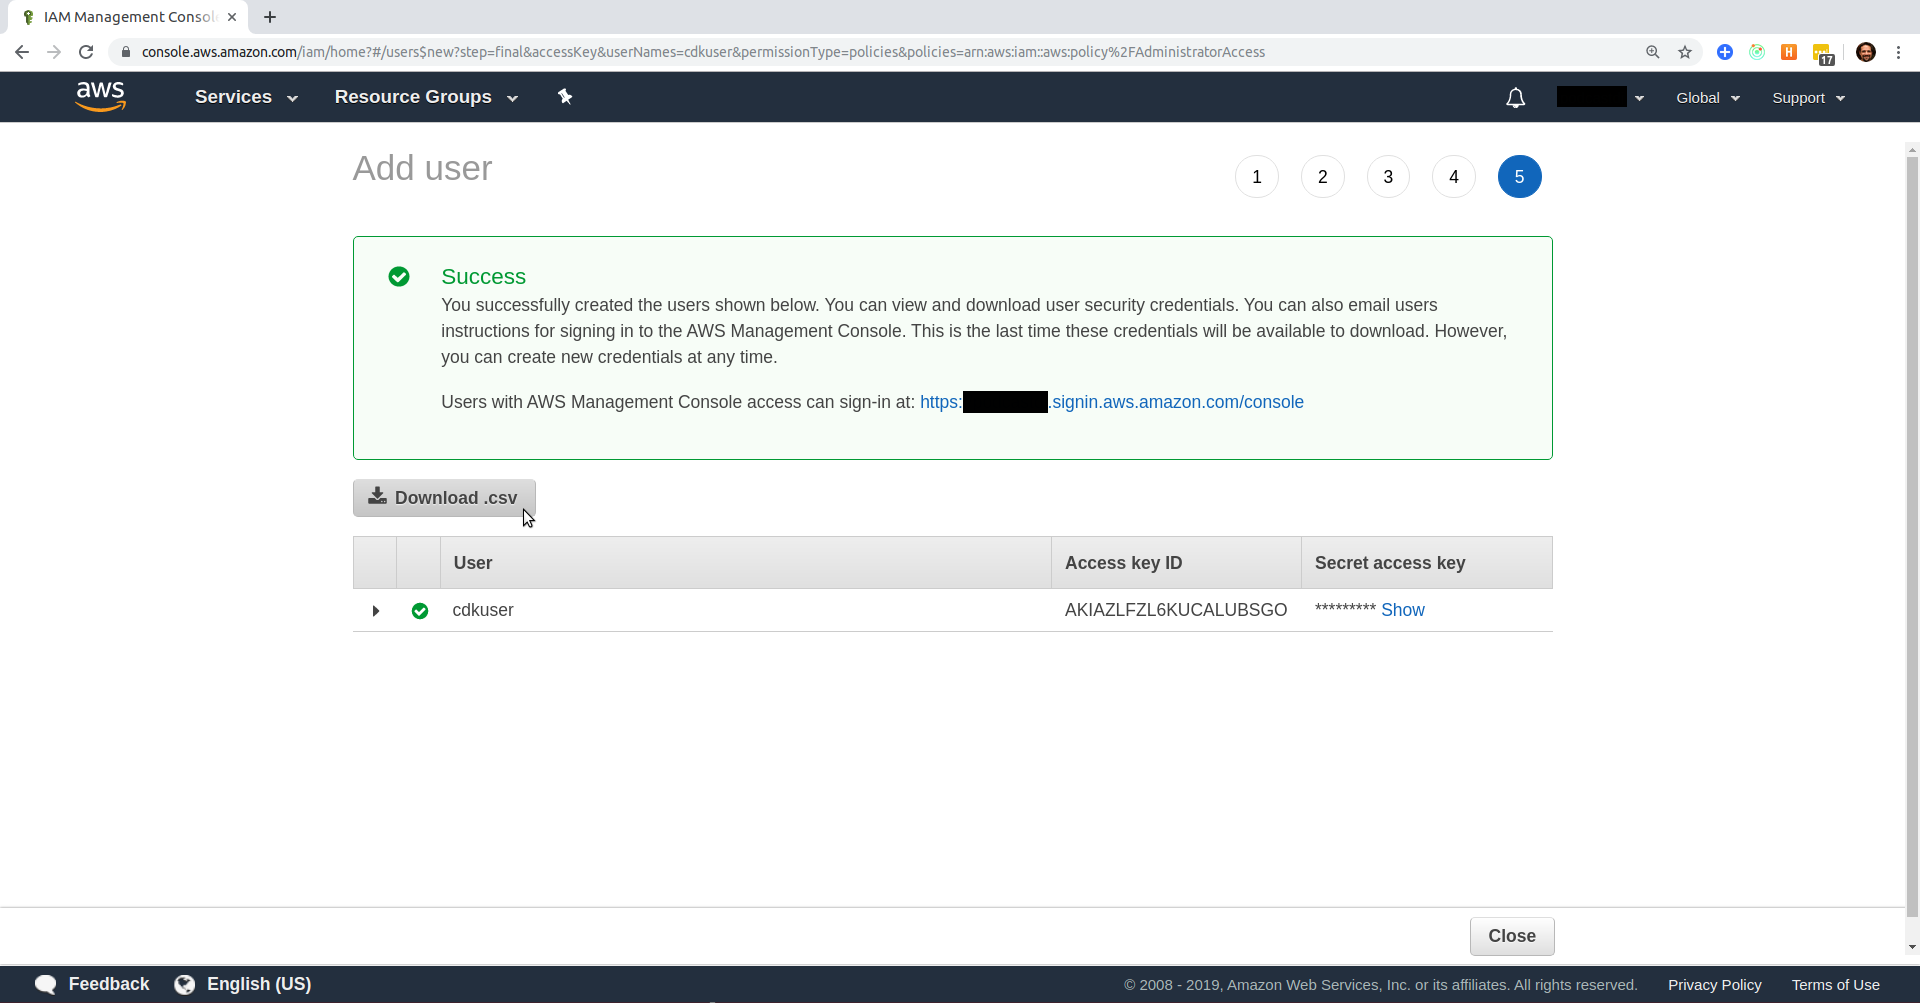 IAM Management Consol
console.aws.amazon.com/iam/home?#/users$new?step=final&accessKey&userNames=cdkuser&permissionType=policies&policies=arn:aws:iam::aws:policy%2FAdministratorAccess
H
17
aws
Services
Resource Groups
Global
Support
Add user
1
2
3
4
5
Success
You successfully created the users shown below. You can view and download user security credentials. You can also email users
instructions for signing in to the AWS Management Console. This is the last time these credentials will be available to download. However,
you can create new credentials at any time.
Users with AWS Management Console access can sign-in at: https: .signin.aws.amazon.com/console
Download .csv
User
Access key ID
Secret access key
cdkuser
AKIAZLFZL6KUCALUBSGO
********* Show
Close
Feedback
English (US)
© 2008 - 2019, Amazon Web Services, Inc. or its affiliates. All rights reserved.
Privacy Policy
Terms of Use